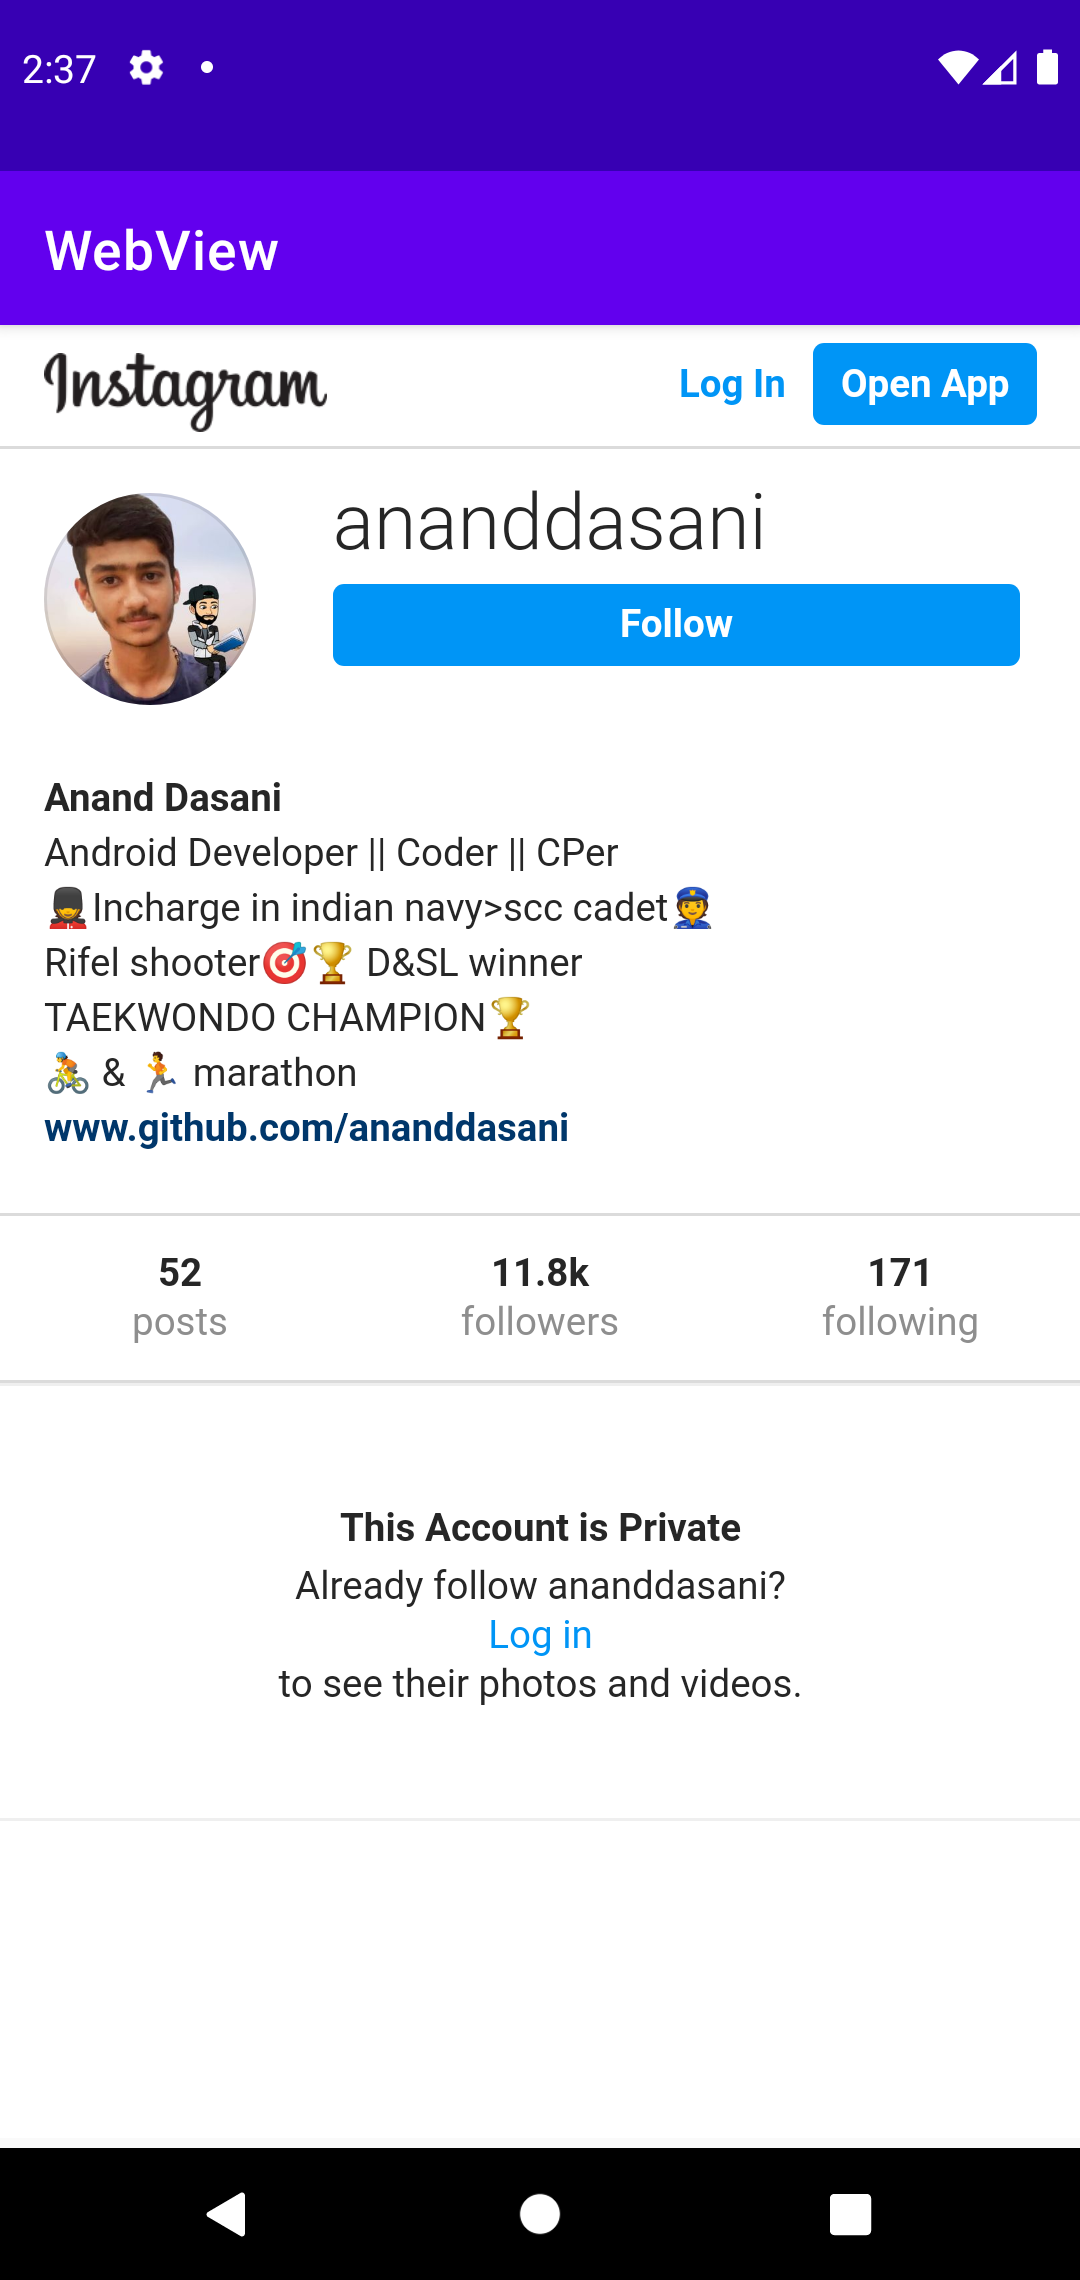 2:37
WebView
Instagram
Log In
Open App
ananddasani
Follow
Anand Dasani
Android Developer || Coder || CPer
💂Incharge in indian navy>scc cadet👮
Rifel shooter🎯🏆 D&SL winner
TAEKWONDO CHAMPION🏆
🚴 & 🏃 marathon
www.github.com/ananddasani
52 11.8k 171
posts followers following
This Account is Private
Already follow ananddasani?
Log in
to see their photos and videos.